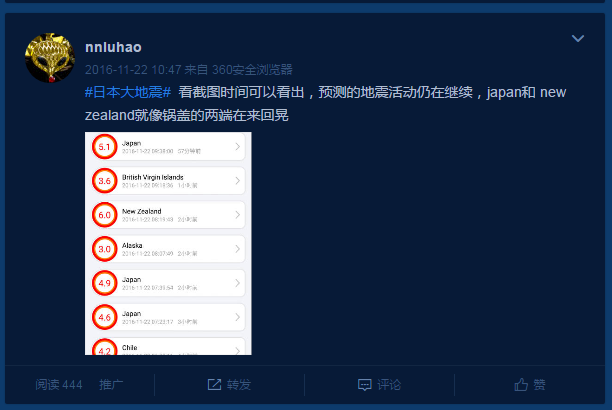 nnluhao
2016-11-22 10:47 来自 360安全浏览器
#日本大地震# 看截图时间可以看出，预测的地震活动仍在继续，japan和 new
zealand就像锅盖的两端在来回晃
5.1 Japan
2016-11-22 09:38:00 57分钟前
3.6 British Virgin Islands
2016-11-22 09:18:36 1小时前
6.0 New Zealand
2016-11-22 08:19:43 2小时前
3.0 Alaska
2016-11-22 08:07:49 2小时前
4.9 Japan
2016-11-22 07:39:54 2小时前
4.6 Japan
2016-11-22 07:23:17 3小时前
4.2 Chile
阅读 444 推广 转发 评论 赞